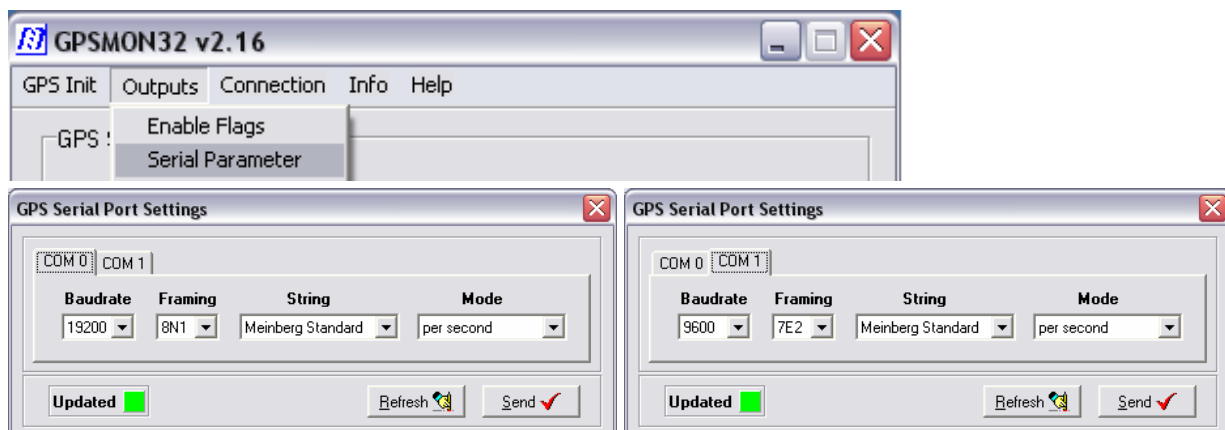 GPSMON32 v2.16
GPS Init Outputs Connection Info Help
Enable Flags
GPS
Serial Parameter
GPS Serial Port Settings
COM 0 COM 1
Baudrate Framing String Mode
19200 8N1 Meinberg Standard per second
Updated Refresh Send
GPS Serial Port Settings
COM 0 COM 1
Baudrate Framing String Mode
9600 7E2 Meinberg Standard per second
Updated Refresh Send